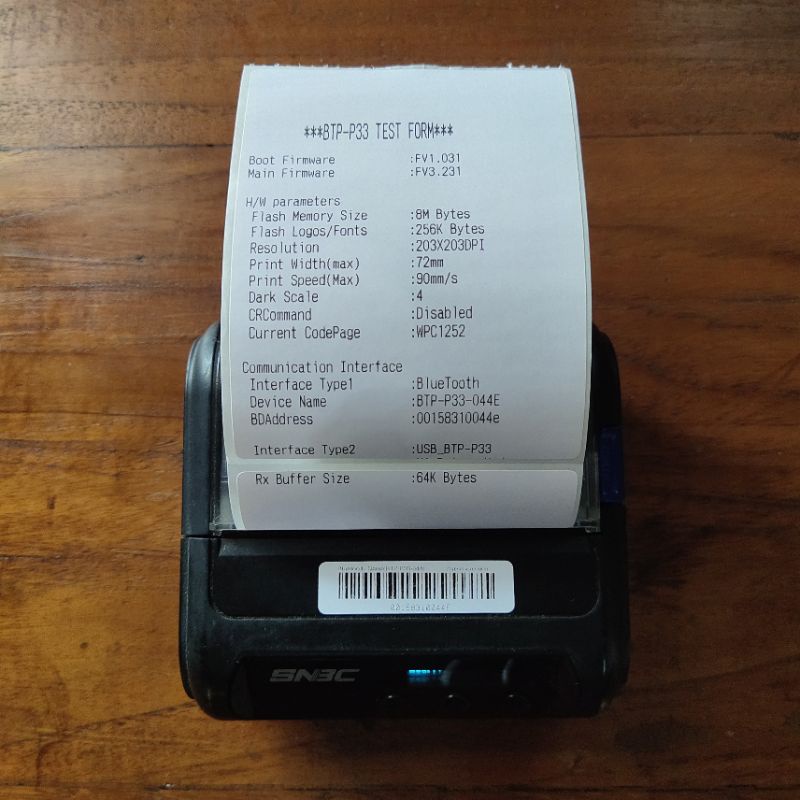 ***BTP-P33 TEST FORM***
Boot Firmware :FV1.031
Main Firmware :FV3.231
H/W parameters
Flash Memory Size :8M Bytes
Flash Logos/Fonts :256K Bytes
Resolution :203X203DPI
Print Width(max) :72mm
Print Speed(Max) :90mm/s
Dark Scale :4
CRCommand :Disabled
Current CodePage :WPC1252
Communication Interface
Interface Type1 :BlueTooth
Device Name :BTP-P33-044E
BDAddress :00158310044e
Interface Type2 :USB_BTP-P33
Rx Buffer Size :64K Bytes
00158310044E
SNBC